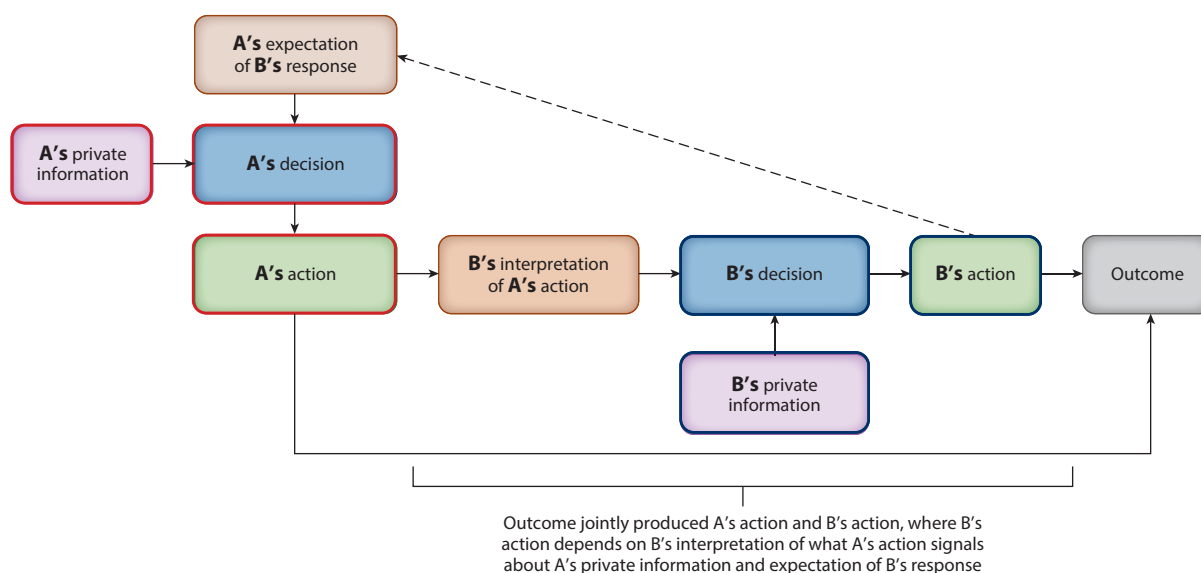 A's expectation
of B's response
A's private
information
A's decision
A's action
B's interpretation
of A's action
B's decision
B's action
Outcome
B's private
information
Outcome jointly produced A's action and B's action, where B's
action depends on B's interpretation of what A's action signals
about A's private information and expectation of B's response